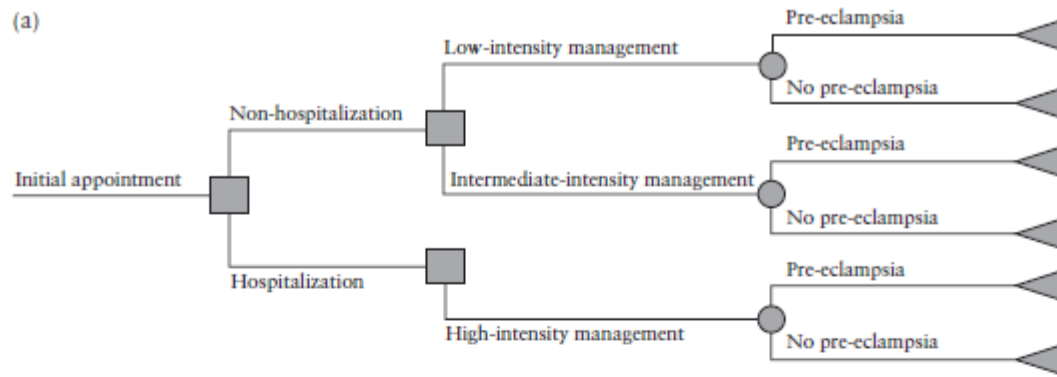 (a)
Pre-eclampsia
Low-intensity management
No pre-eclampsia
Non-hospitalization
Pre-eclampsia
Initial appointment
Intermediate-intensity management
No pre-eclampsia
Hospitalization
Pre-eclampsia
High-intensity management
No pre-eclampsia